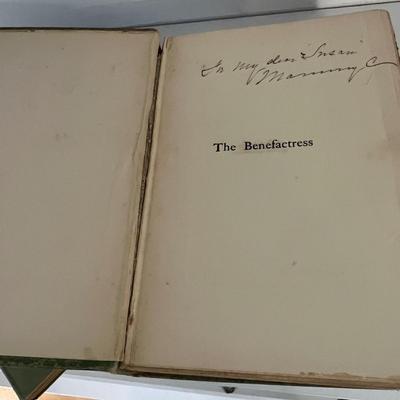 To my dear "Susan"
The Benefactress